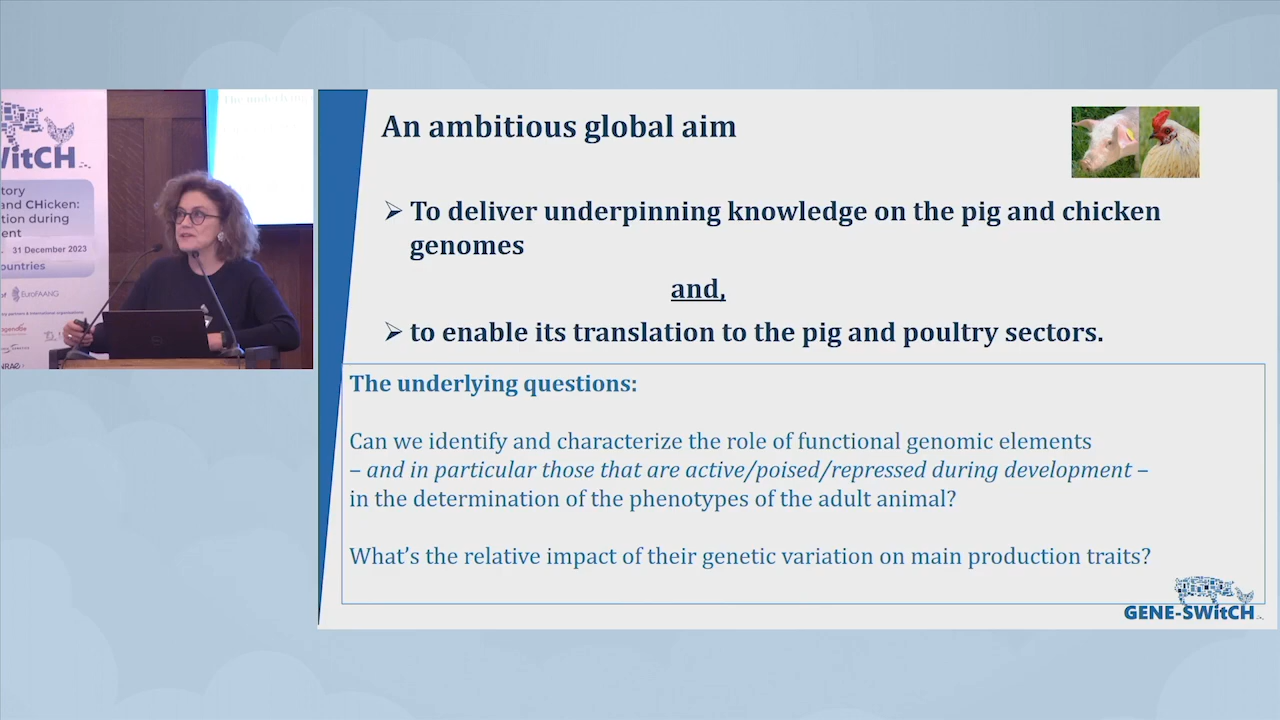 An ambitious global aim
➢ To deliver underpinning knowledge on the pig and chicken
genomes
and,
➢ to enable its translation to the pig and poultry sectors.
The underlying questions:
Can we identify and characterize the role of functional genomic elements
– and in particular those that are active/poised/repressed during development –
in the determination of the phenotypes of the adult animal?
What's the relative impact of their genetic variation on main production traits?
GENE-SWitCH
WitCH
tory
and CHicken:
tion during
ent
31 December 2023
ountries
EuroFAANG
The underlying
DELL